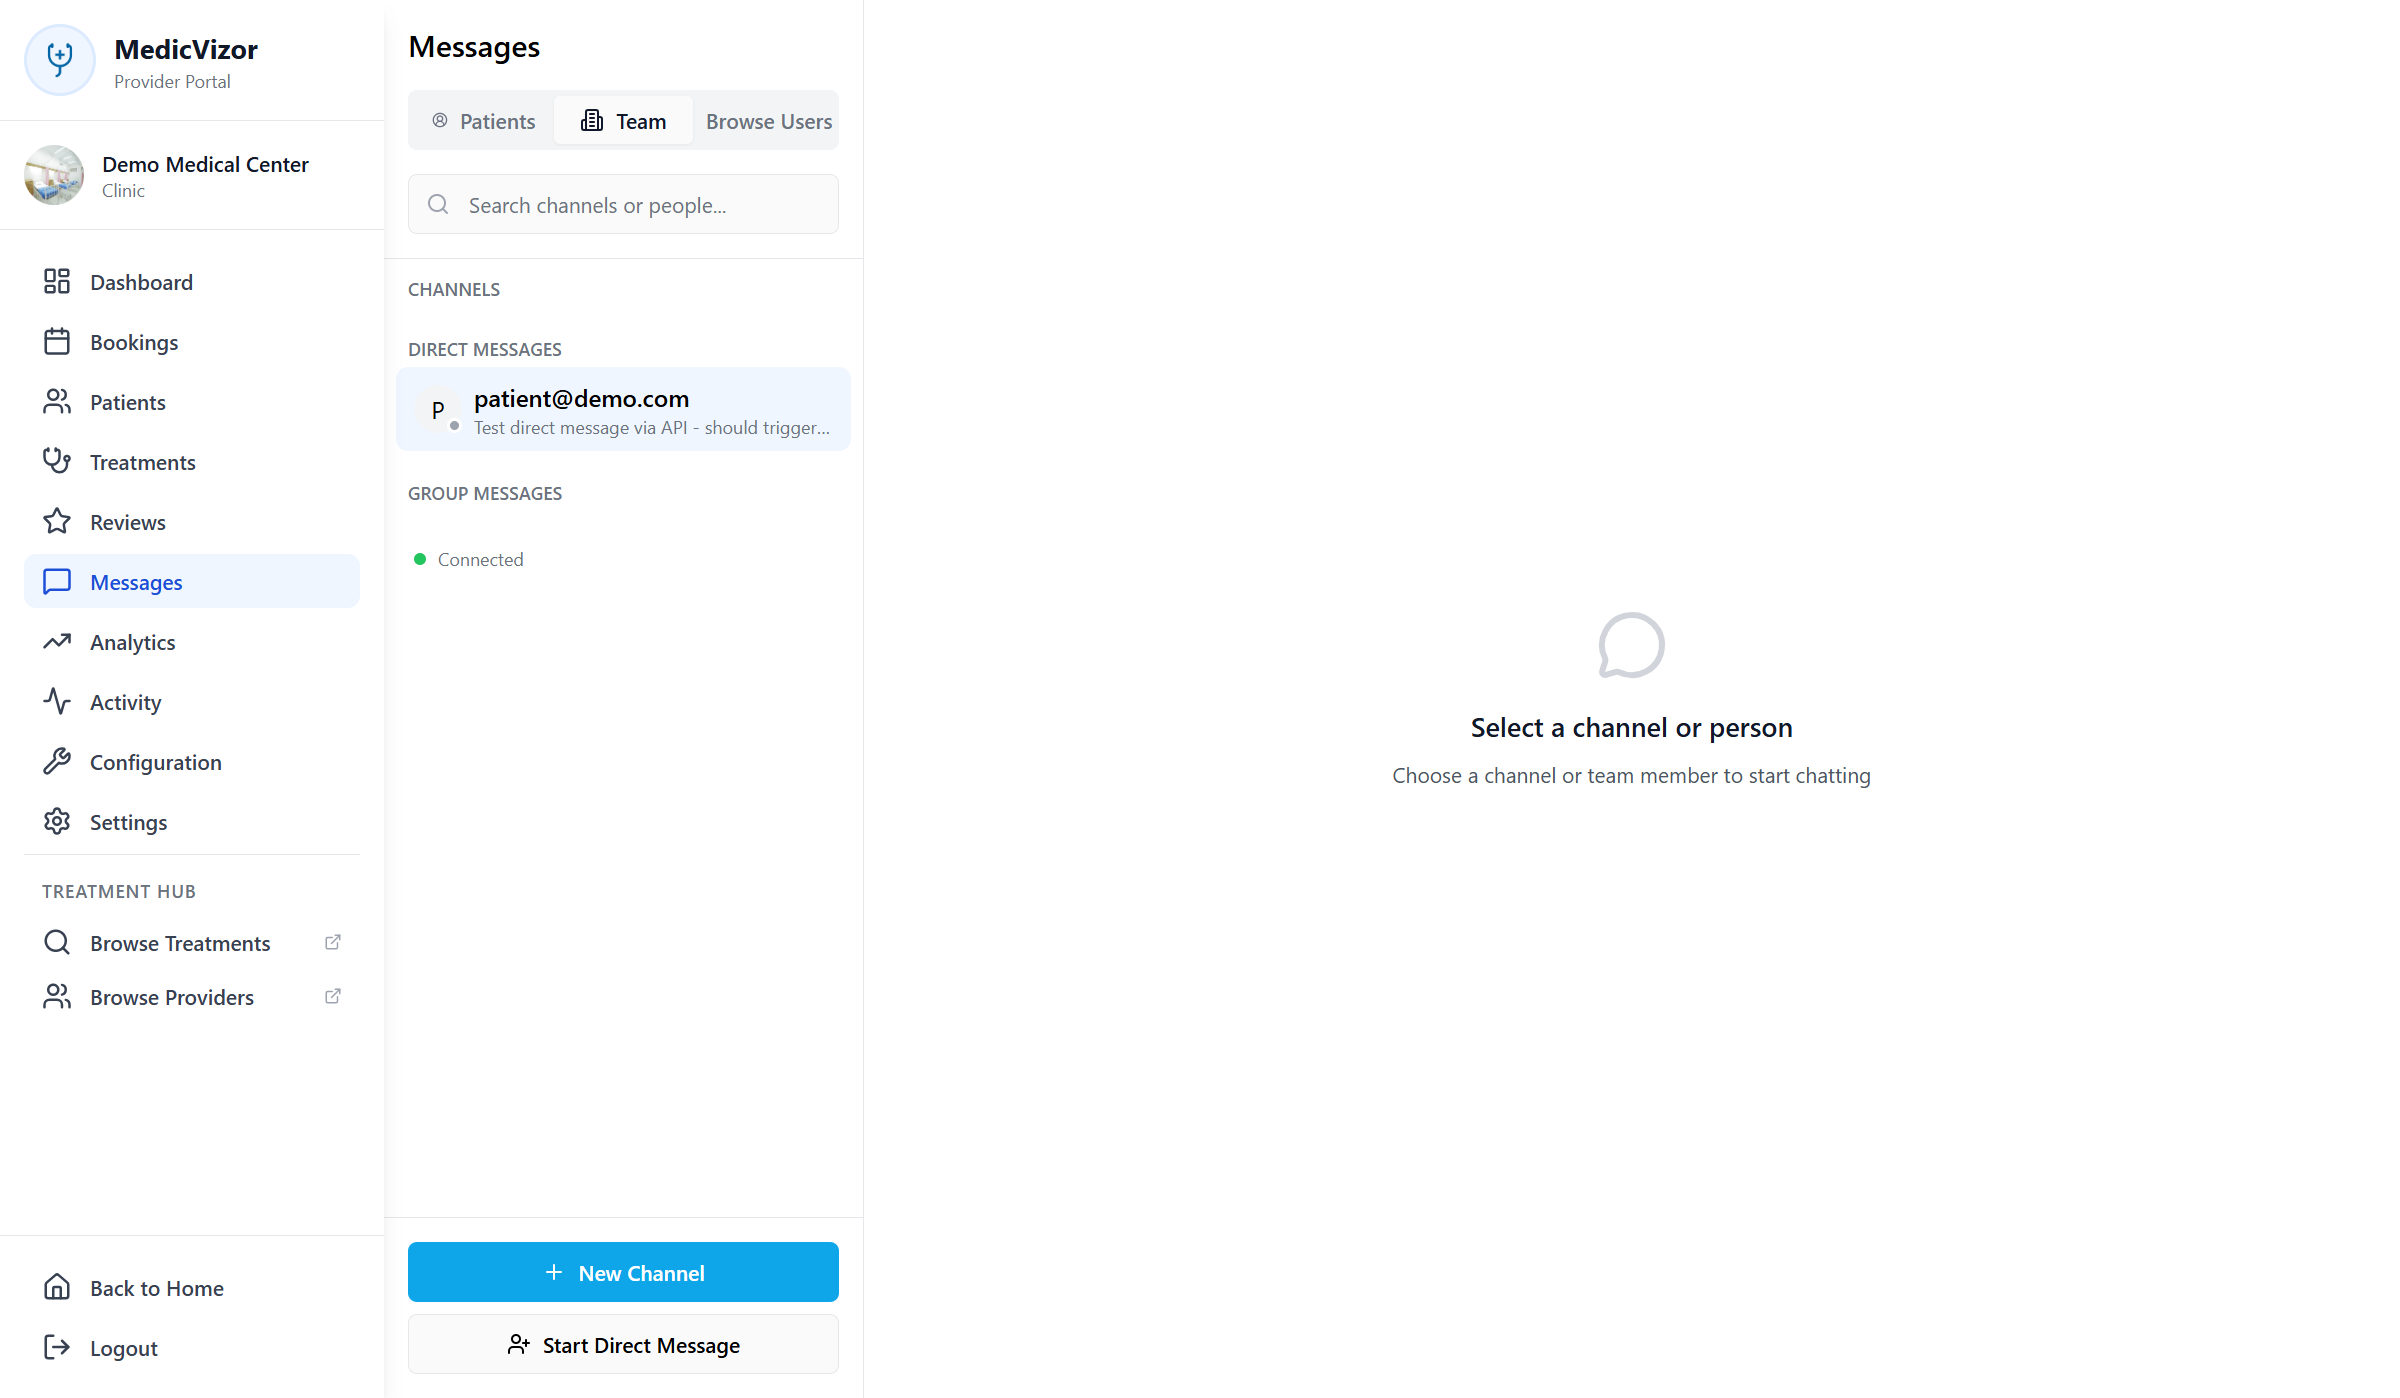 MedicVizor
Provider Portal
Demo Medical Center
Clinic
Dashboard
Bookings
Patients
Treatments
Reviews
Messages
Analytics
Activity
Configuration
Settings
TREATMENT HUB
Browse Treatments
Browse Providers
Back to Home
Logout
Messages
Patients
Team
Browse Users
Search channels or people...
CHANNELS
DIRECT MESSAGES
P
patient@demo.com
Test direct message via API - should trigger...
GROUP MESSAGES
Connected
New Channel
Start Direct Message
Select a channel or person
Choose a channel or team member to start chatting